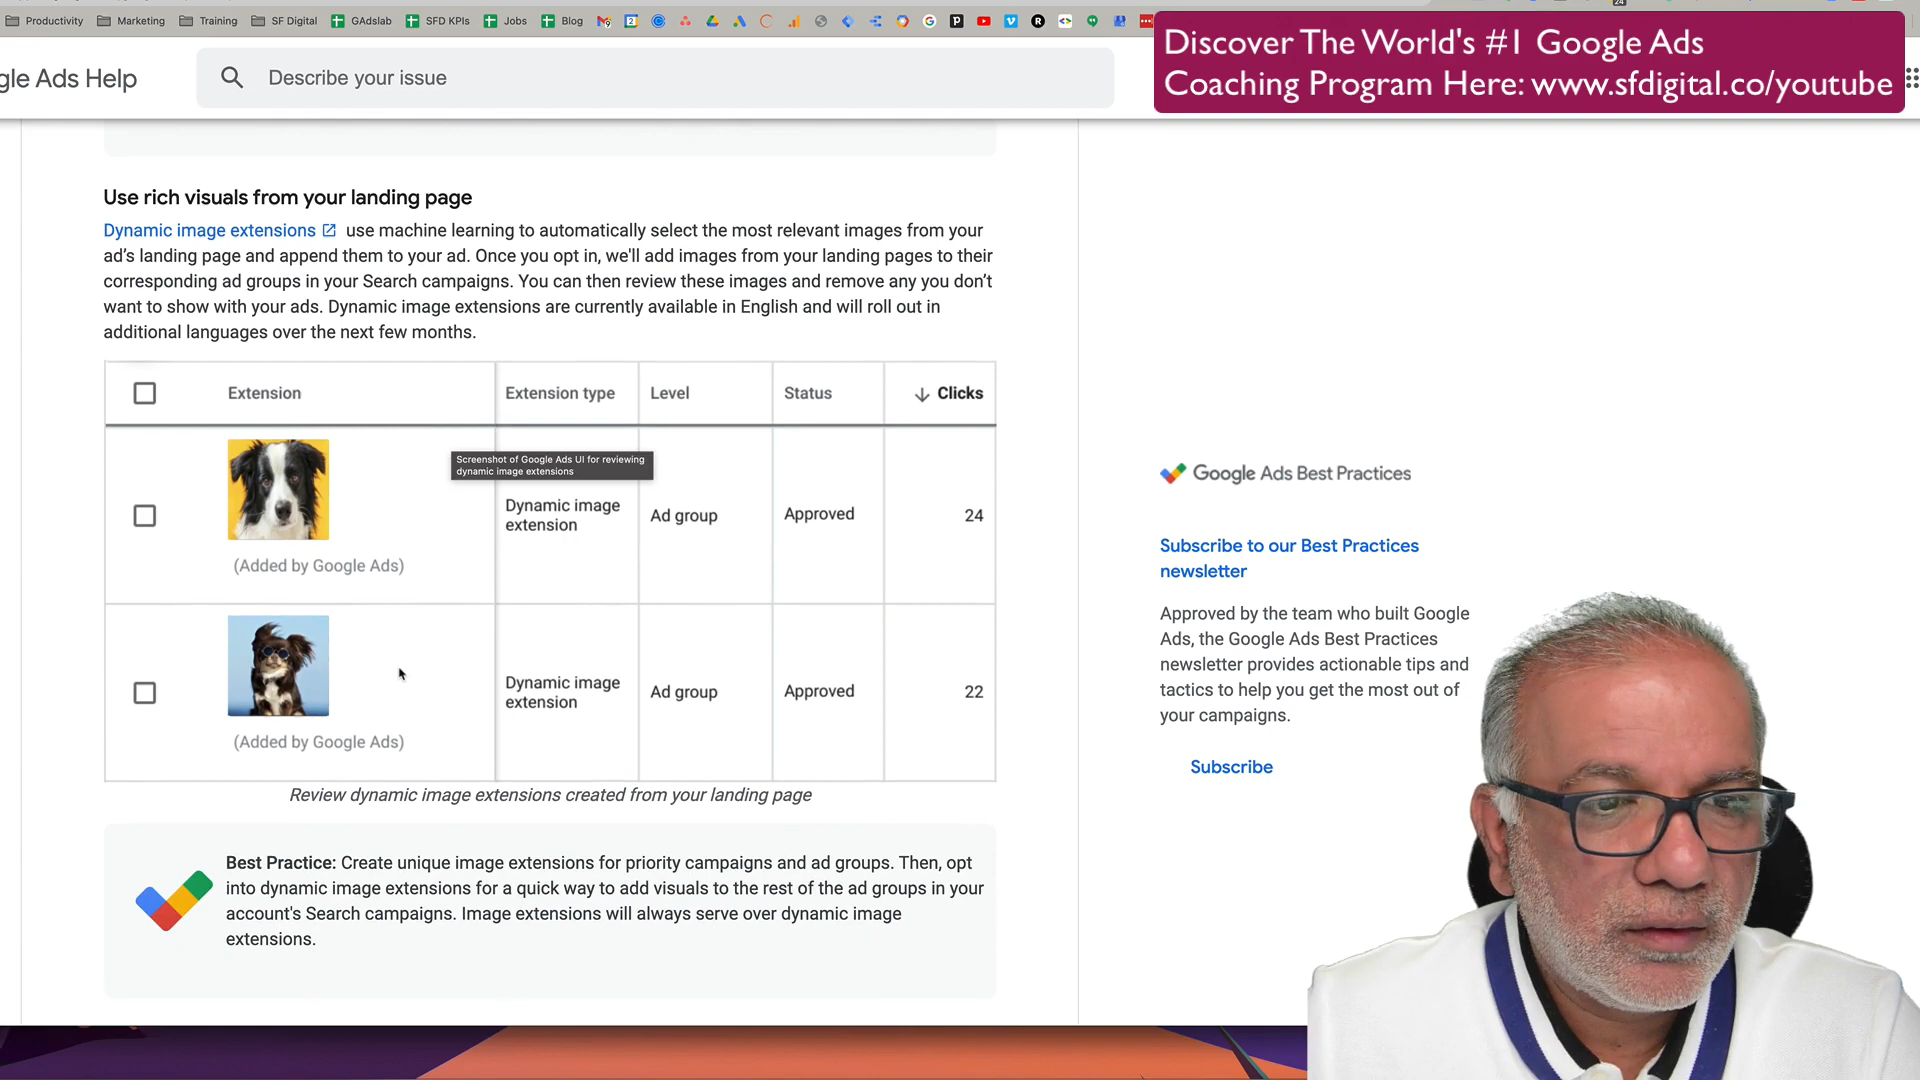 Productivity
Marketing
Training
SF Digital
GAdslab
SFD KPIs
Jobs
Blog
24
Discover The World's #1 Google Ads
Coaching Program Here: www.sfdigital.co/youtube
gle Ads Help
Describe your issue
Use rich visuals from your landing page
Dynamic image extensions use machine learning to automatically select the most relevant images from your
ad's landing page and append them to your ad. Once you opt in, we'll add images from your landing pages to their
corresponding ad groups in your Search campaigns. You can then review these images and remove any you don't
want to show with your ads. Dynamic image extensions are currently available in English and will roll out in
additional languages over the next few months.
Extension
Extension type
Level
Status
Clicks
Screenshot of Google Ads UI for reviewing
dynamic image extensions
Dynamic image
extension
Ad group
Approved
24
(Added by Google Ads)
Dynamic image
extension
Ad group
Approved
22
(Added by Google Ads)
Review dynamic image extensions created from your landing page
Best Practice: Create unique image extensions for priority campaigns and ad groups. Then, opt
into dynamic image extensions for a quick way to add visuals to the rest of the ad groups in your
account's Search campaigns. Image extensions will always serve over dynamic image
extensions.
Google Ads Best Practices
Subscribe to our Best Practices
newsletter
Approved by the team who built Google
Ads, the Google Ads Best Practices
newsletter provides actionable tips and
tactics to help you get the most out of
your campaigns.
Subscribe